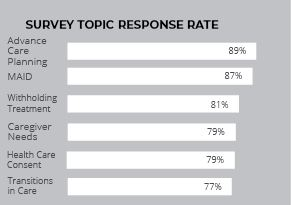 SURVEY TOPIC RESPONSE RATE
Advance
Care
Planning
89%
MAID
87%
Withholding
Treatment
81%
Caregiver
Needs
79%
Health Care
Consent
79%
Transitions
in Care
77%